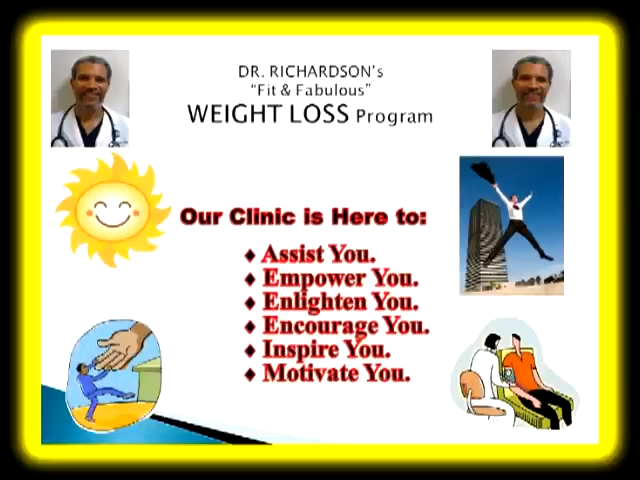 DR. RICHARDSON's
"Fit & Fabulous"
WEIGHT LOSS Program
Our Clinic is Here to:
♦ Assist You.
♦ Empower You.
♦ Enlighten You.
♦ Encourage You.
♦ Inspire You.
♦ Motivate You.